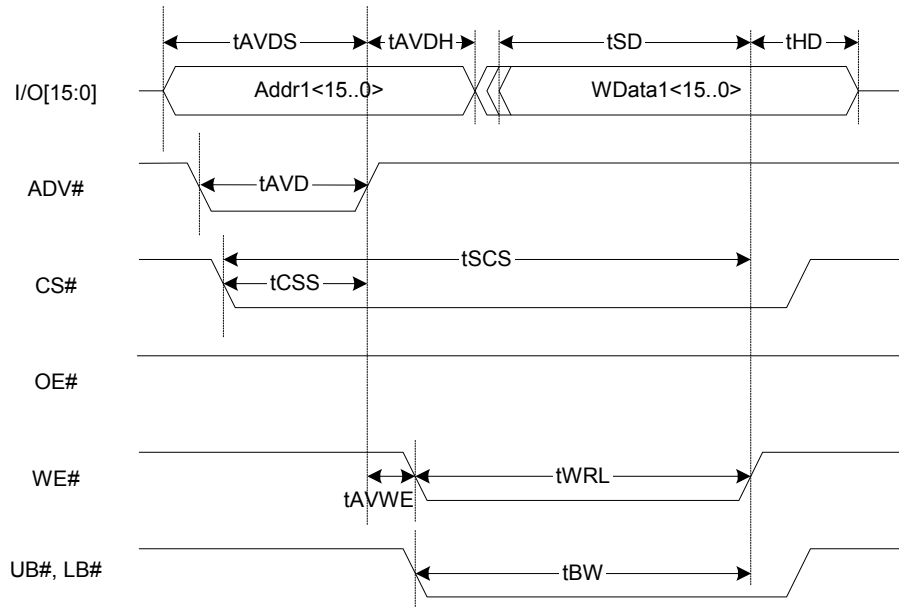 tAVDS tAVDH tSD tHD
I/O[15:0] Addr1<15..0> WData1<15..0>
ADV# tAVD
tSCS
CS# tCSS
OE#
WE# tWRL
tAVWE
UB#, LB# tBW